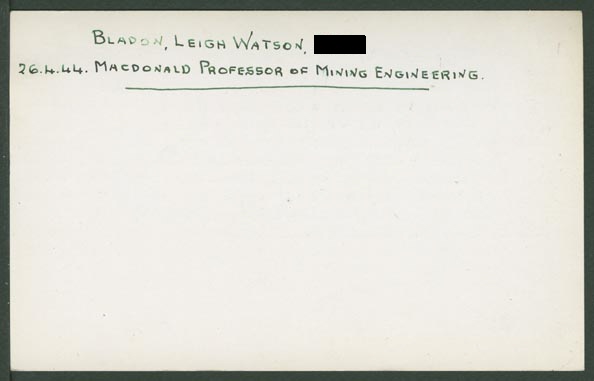 BLADON, LEIGH WATSON,
26.4.44. MACDONALD PROFESSOR OF MINING ENGINEERING.